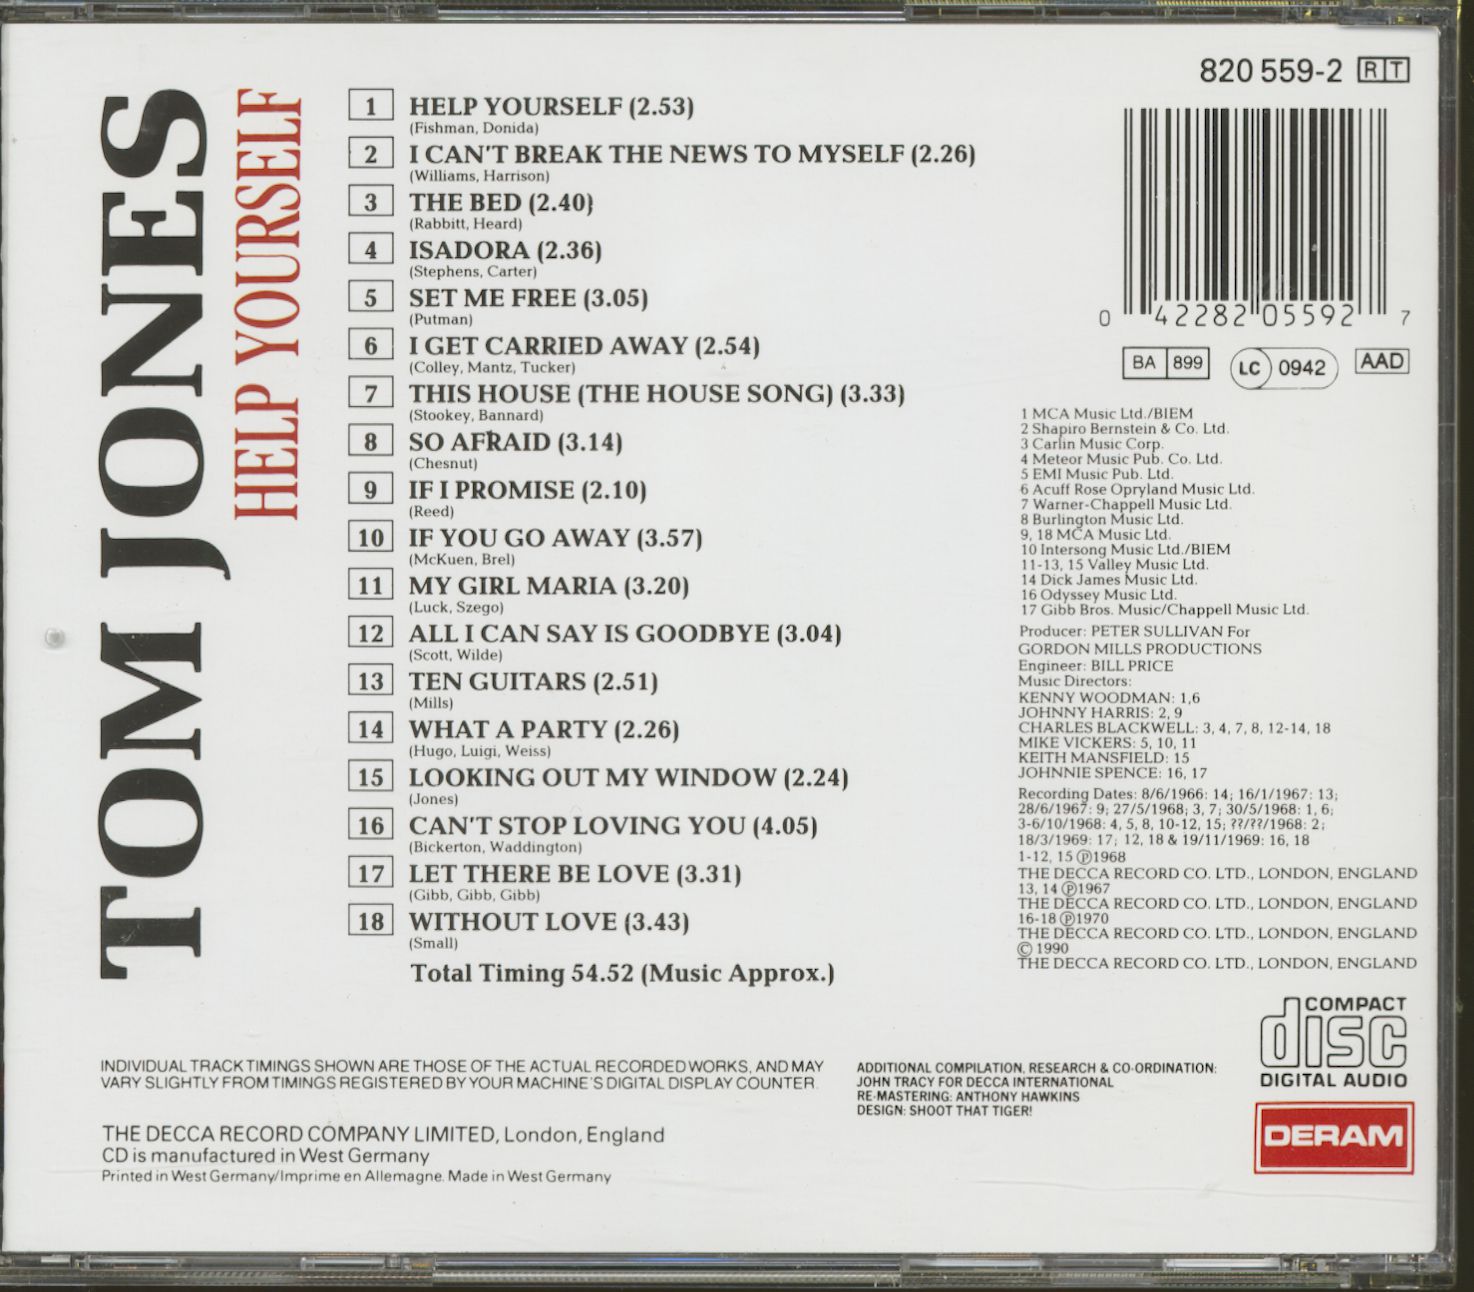 TOM JONES
HELP YOURSELF
1 HELP YOURSELF (2.53)
(Fishman, Donida)
2 I CAN'T BREAK THE NEWS TO MYSELF (2.26)
(Williams, Harrison)
3 THE BED (2.40)
(Rabbitt, Heard)
4 ISADORA (2.36)
(Stephens, Carter)
5 SET ME FREE (3.05)
(Putman)
6 I GET CARRIED AWAY (2.54)
(Colley, Mantz, Tucker)
7 THIS HOUSE (THE HOUSE SONG) (3.33)
(Stookey, Bannard)
8 SO AFRAID (3.14)
(Chesnut)
9 IF I PROMISE (2.10)
(Reed)
10 IF YOU GO AWAY (3.57)
(McKuen, Brel)
11 MY GIRL MARIA (3.20)
(Luck, Szego)
12 ALL I CAN SAY IS GOODBYE (3.04)
(Scott, Wilde)
13 TEN GUITARS (2.51)
(Mills)
14 WHAT A PARTY (2.26)
(Hugo, Luigi, Weiss)
15 LOOKING OUT MY WINDOW (2.24)
(Jones)
16 CAN'T STOP LOVING YOU (4.05)
(Bickerton, Waddington)
17 LET THERE BE LOVE (3.31)
(Gibb, Gibb, Gibb)
18 WITHOUT LOVE (3.43)
(Small)
Total Timing 54.52 (Music Approx.)
820 559-2 RT
0 42282 05592 7
BA 899 LC 0942 AAD
1 MCA Music Ltd./BIEM
2 Shapiro Bernstein & Co. Ltd.
3 Carlin Music Corp.
4 Meteor Music Pub. Co. Ltd.
5 EMI Music Pub. Ltd.
6 Acuff Rose Opryland Music Ltd.
7 Warner-Chappell Music Ltd.
8 Burlington Music Ltd.
9, 18 MCA Music Ltd.
10 Intersong Music Ltd./BIEM
11-13, 15 Valley Music Ltd.
14 Dick James Music Ltd.
16 Odyssey Music Ltd.
17 Gibb Bros. Music/Chappell Music Ltd.
Producer: PETER SULLIVAN For
GORDON MILLS PRODUCTIONS
Engineer: BILL PRICE
Music Directors:
KENNY WOODMAN: 1,6
JOHNNY HARRIS: 2, 9
CHARLES BLACKWELL: 3, 4, 7, 8, 12-14, 18
MIKE VICKERS: 5, 10, 11
KEITH MANSFIELD: 15
JOHNNIE SPENCE: 16, 17
Recording Dates: 8/6/1966: 14; 16/1/1967: 13;
28/6/1967: 9; 27/5/1968; 3, 7; 30/5/1968: 1, 6;
3-6/10/1968: 4, 5, 8, 10-12, 15; ??/??/1968: 2;
18/3/1969: 17; 12, 18 & 19/11/1969: 16, 18
1-12, 15 ℗1968
THE DECCA RECORD CO. LTD., LONDON, ENGLAND
13, 14 ℗1967
THE DECCA RECORD CO. LTD., LONDON, ENGLAND
16-18 ℗1970
THE DECCA RECORD CO. LTD., LONDON, ENGLAND
© 1990
THE DECCA RECORD CO. LTD., LONDON, ENGLAND
COMPACT
disc
DIGITAL AUDIO
DERAM
INDIVIDUAL TRACK TIMINGS SHOWN ARE THOSE OF THE ACTUAL RECORDED WORKS, AND MAY
VARY SLIGHTLY FROM TIMINGS REGISTERED BY YOUR MACHINE'S DIGITAL DISPLAY COUNTER.
ADDITIONAL COMPILATION, RESEARCH & CO-ORDINATION:
JOHN TRACY FOR DECCA INTERNATIONAL
RE-MASTERING: ANTHONY HAWKINS
DESIGN: SHOOT THAT TIGER!
THE DECCA RECORD COMPANY LIMITED, London, England
CD is manufactured in West Germany
Printed in West Germany/Imprime en Allemagne. Made in West Germany